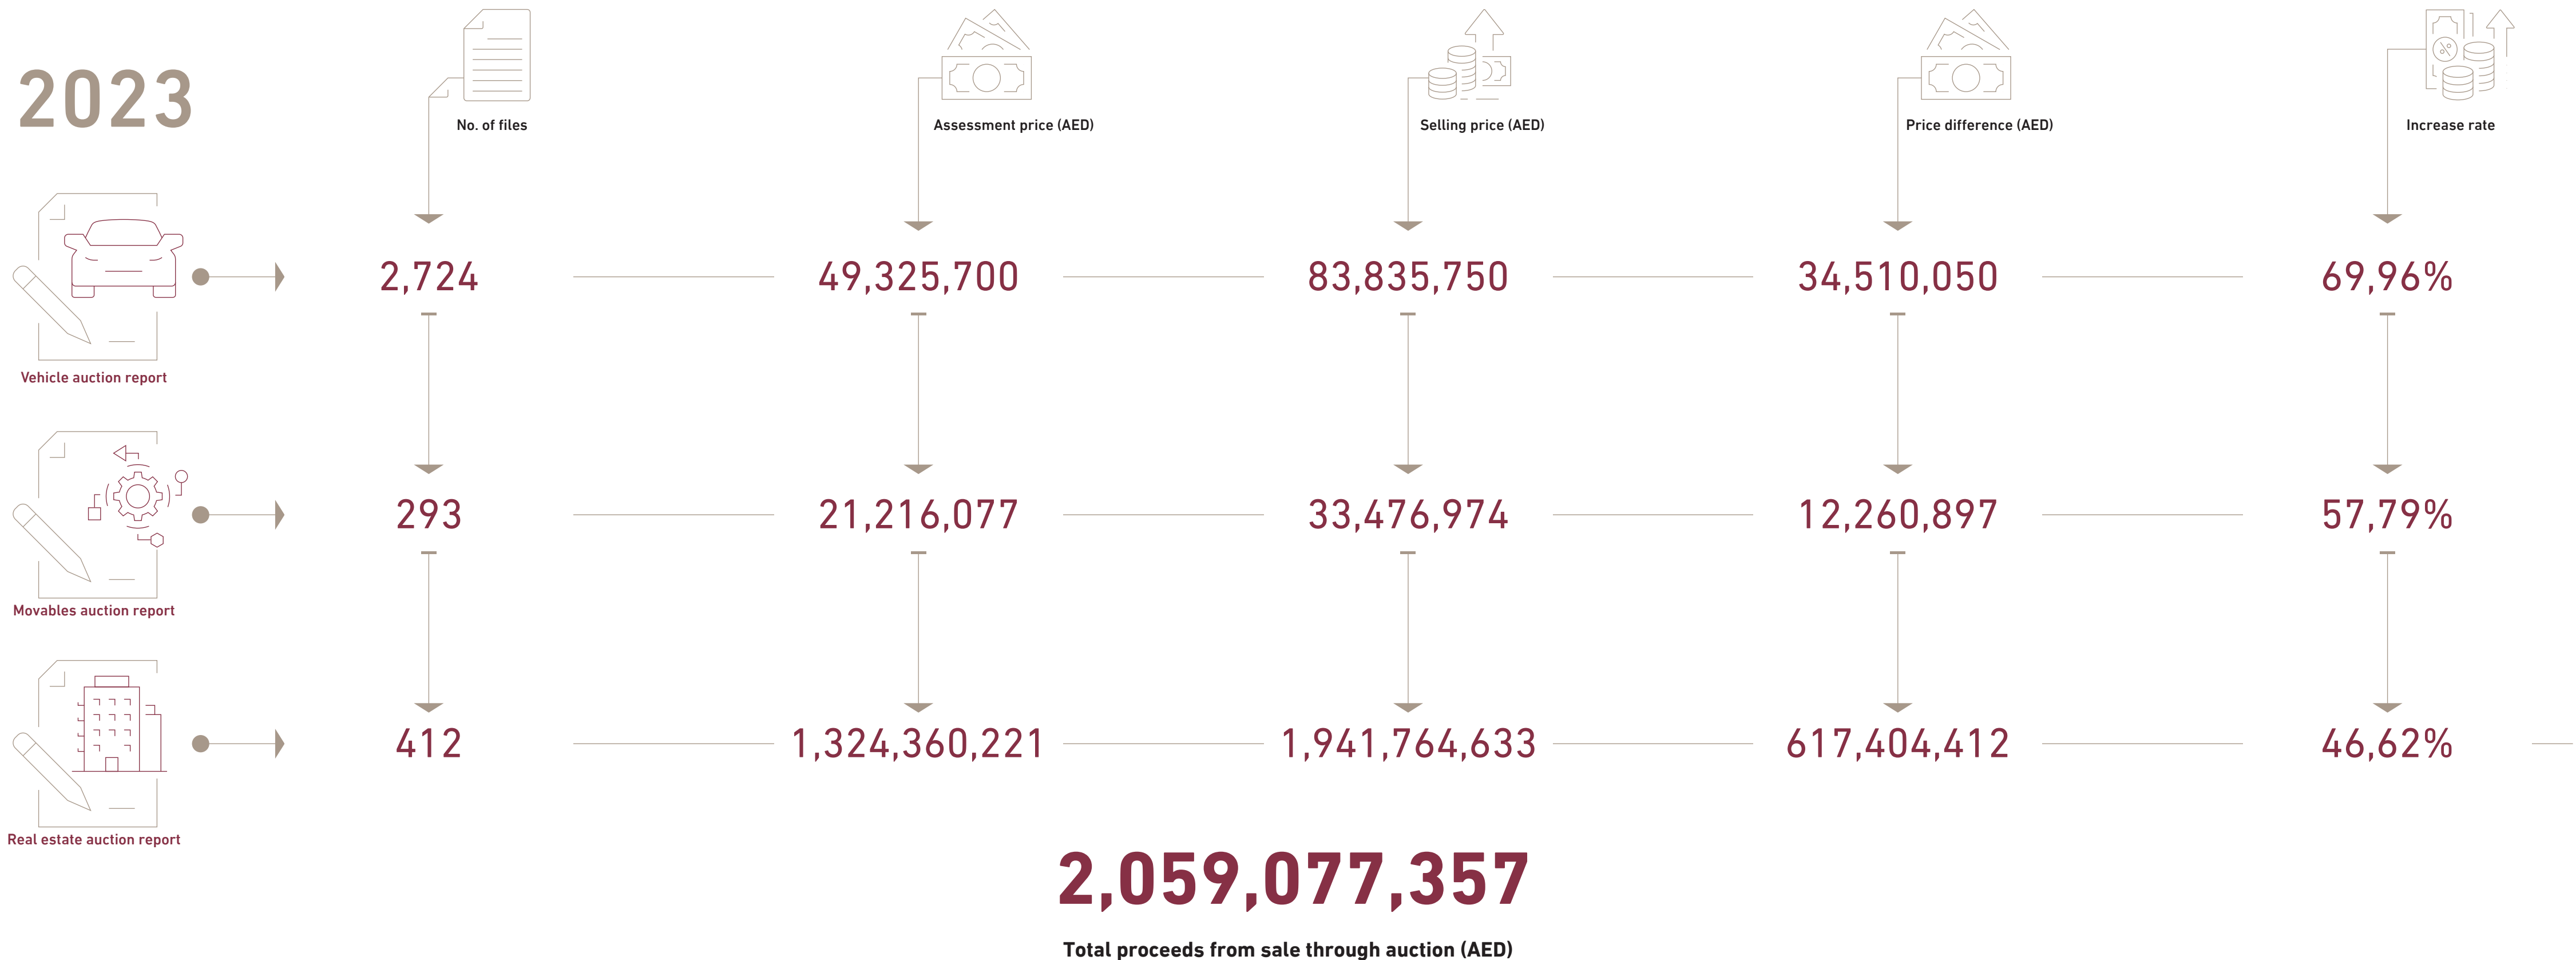 2023
No. of files
Assessment price (AED)
Selling price (AED)
Price difference (AED)
Increase rate
2,724
49,325,700
83,835,750
34,510,050
69,96%
Vehicle auction report
293
21,216,077
33,476,974
12,260,897
57,79%
Movables auction report
412
1,324,360,221
1,941,764,633
617,404,412
46,62%
Real estate auction report
2,059,077,357
Total proceeds from sale through auction (AED)